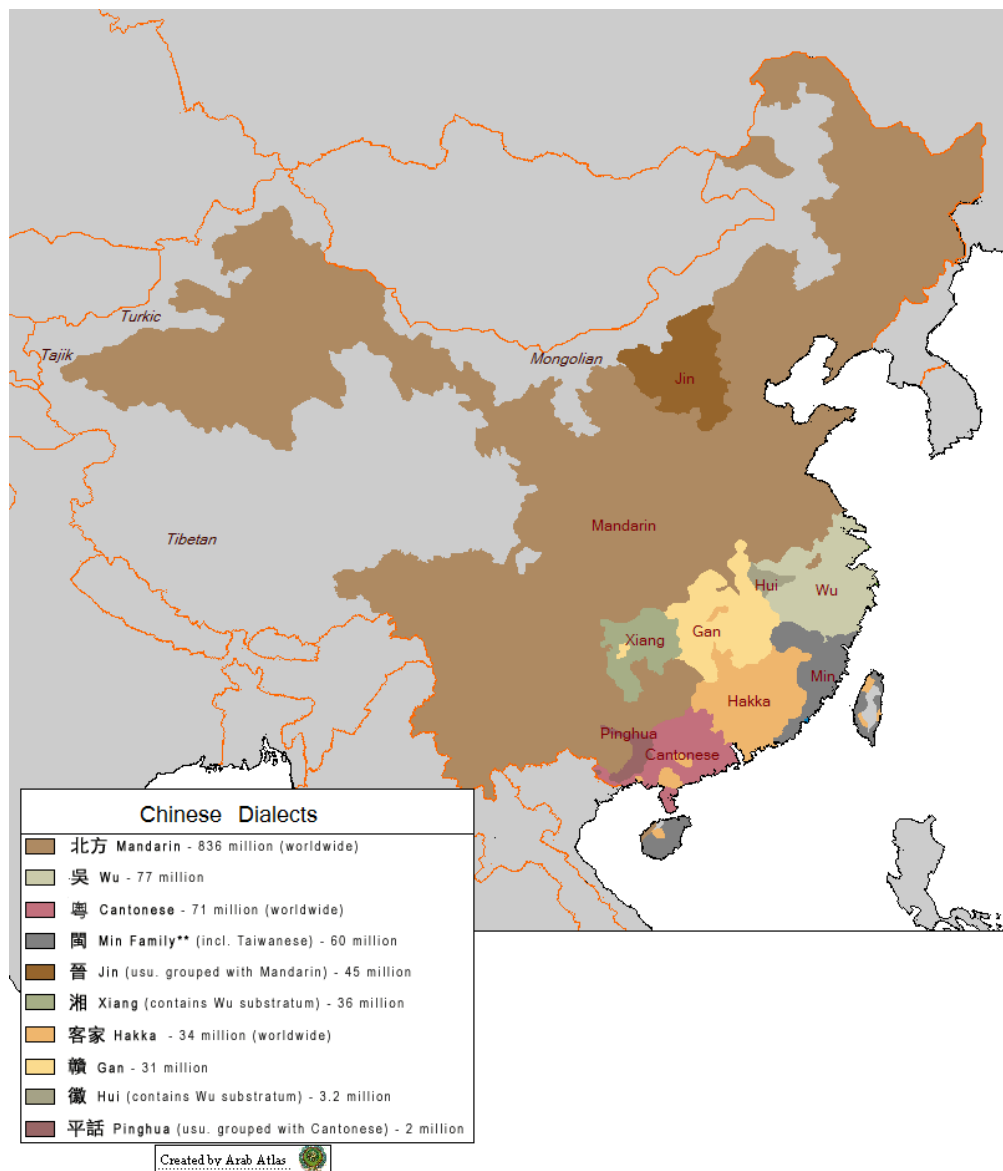 Turkic
Tajik
Mongolian
Jin
Mandarin
Tibetan
Hui
Wu
Gan
Xiang
Min
Hakka
Pinghua
Cantonese
Chinese Dialects
北方 Mandarin - 836 million (worldwide)
吳 Wu - 77 million
粵 Cantonese - 71 million (worldwide)
閩 Min Family** (incl. Taiwanese) - 60 million
晉 Jin (usu. grouped with Mandarin) - 45 million
湘 Xiang (contains Wu substratum) - 36 million
客家 Hakka - 34 million (worldwide)
贛 Gan - 31 million
徽 Hui (contains Wu substratum) - 3.2 million
平話 Pinghua (usu. grouped with Cantonese) - 2 million
Created by Arab Atlas